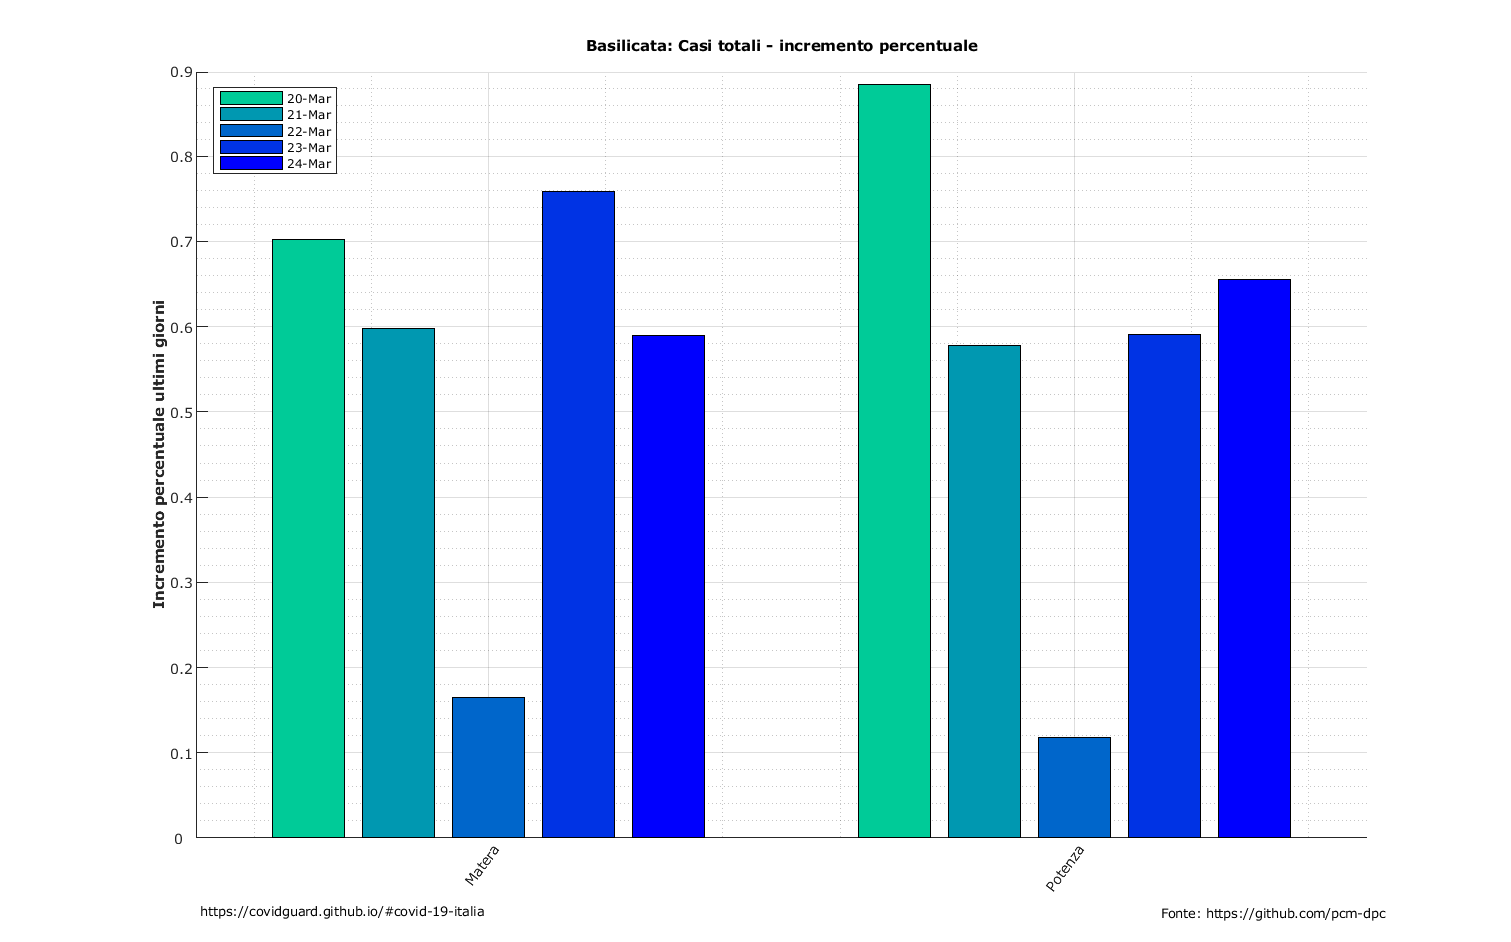 Basilicata: Casi totali - incremento percentuale
Incremento percentuale ultimi giorni
0.9
0.8
0.7
0.6
0.5
0.4
0.3
0.2
0.1
0
20-Mar
21-Mar
22-Mar
23-Mar
24-Mar
Matera
Potenza
https://covidguard.github.io/#covid-19-italia
Fonte: https://github.com/pcm-dpc